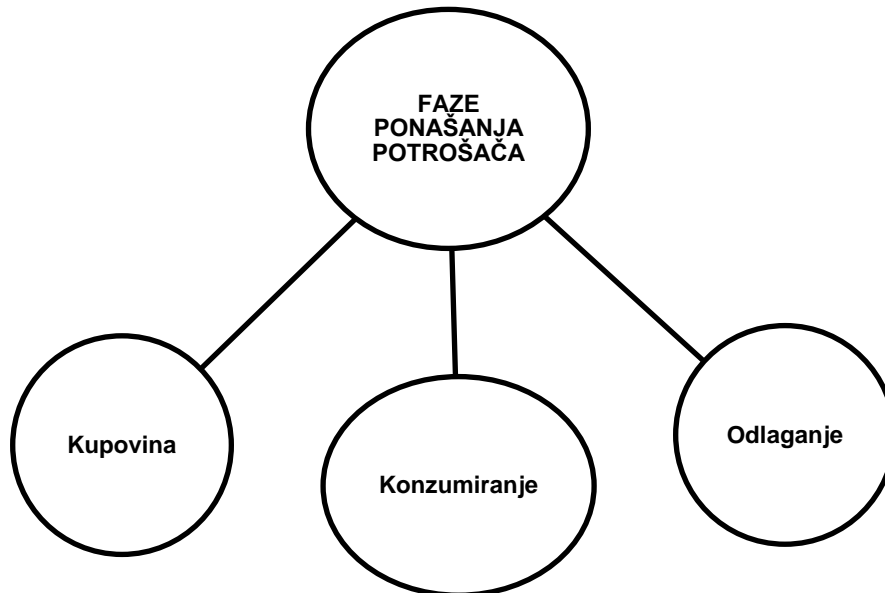 FAZE
PONAŠANJA
POTROŠAČA
Kupovina
Konzumiranje
Odlaganje